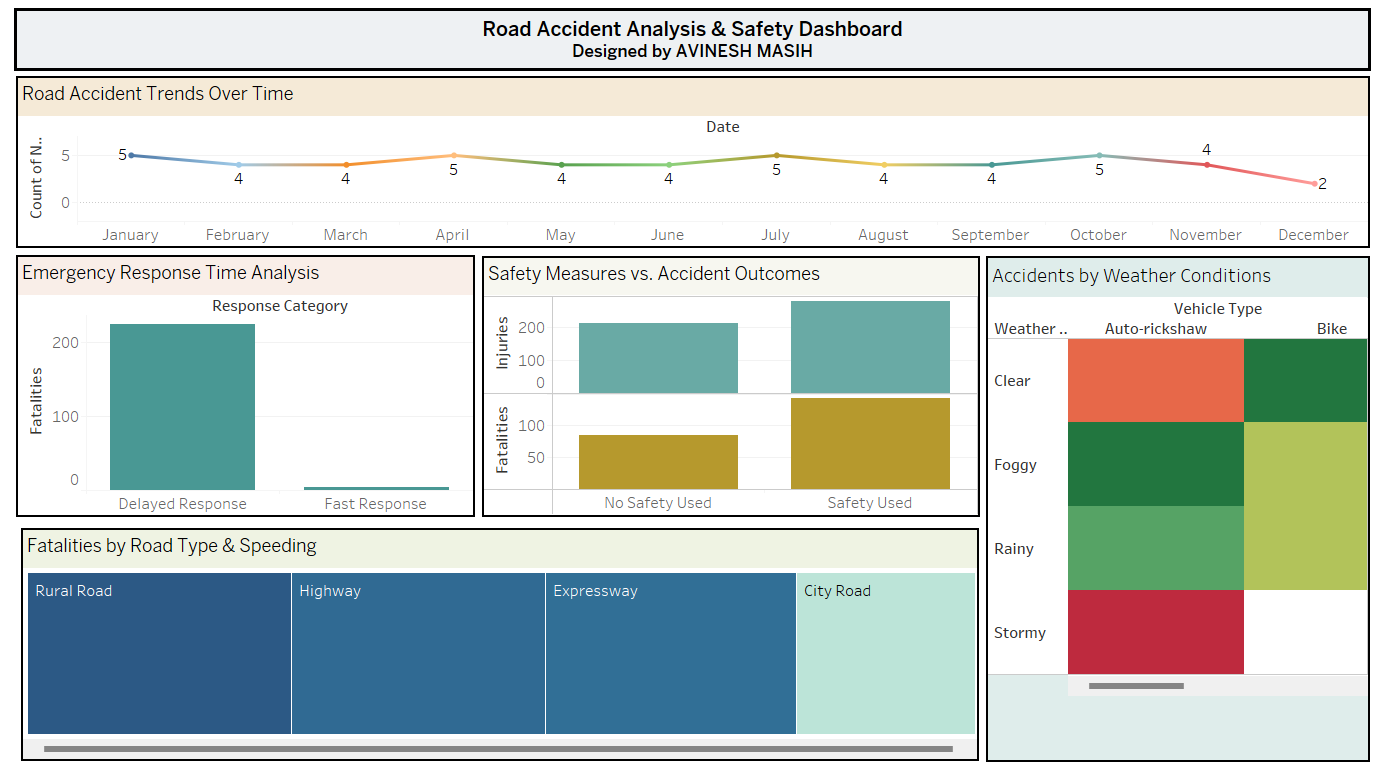 Road Accident Analysis & Safety Dashboard
Designed by AVINESH MASIH
Road Accident Trends Over Time
Date
Count of N..
5
0
5
4
4
5
4
4
5
4
4
5
4
2
January
February
March
April
May
June
July
August
September
October
November
December
Emergency Response Time Analysis
Response Category
Fatalities
200
100
0
Delayed Response
Fast Response
Safety Measures vs. Accident Outcomes
Injuries
200
100
0
Fatalities
100
50
No Safety Used
Safety Used
Accidents by Weather Conditions
Vehicle Type
Weather ..
Auto-rickshaw
Bike
Clear
Foggy
Rainy
Stormy
Fatalities by Road Type & Speeding
Rural Road
Highway
Expressway
City Road